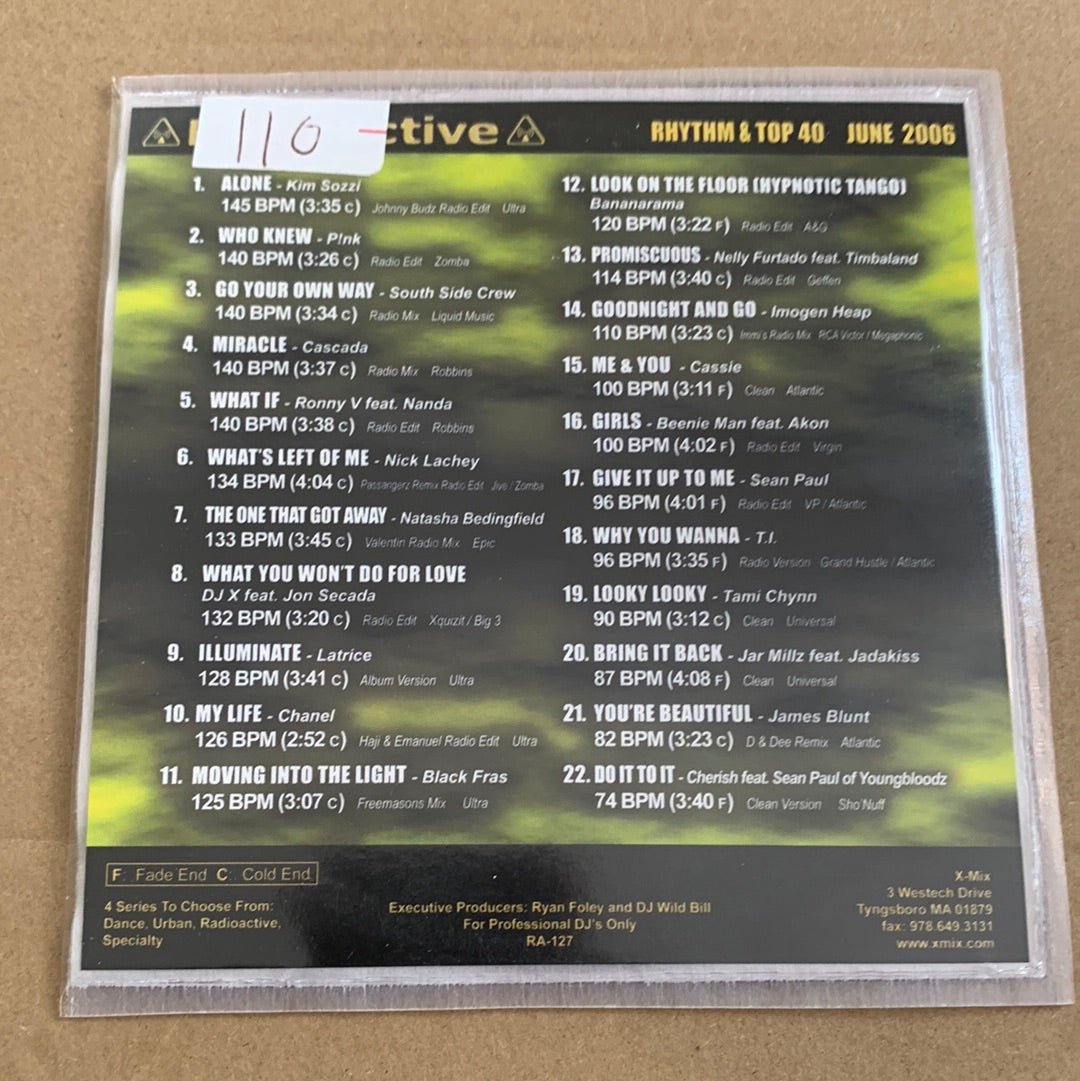 110 -
ctive
RHYTHM & TOP 40 JUNE 2006
1. ALONE - Kim Sozzi
145 BPM (3:35 C) Johnny Budz Radio Edit Ultra
2. WHO KNEW - P!nk
140 BPM (3:26 C) Radio Edit Zomba
3. GO YOUR OWN WAY - South Side Crew
140 BPM (3:34 C) Radio Mix Liquid Music
4. MIRACLE - Cascada
140 BPM (3:37 C) Radio Mix Robbins
5. WHAT IF - Ronny V feat. Nanda
140 BPM (3:38 C) Radio Edit Robbins
6. WHAT'S LEFT OF ME - Nick Lachey
134 BPM (4:04 C) Passangerz Remix Radio Edit Jive / Zomba
7. THE ONE THAT GOT AWAY - Natasha Bedingfield
133 BPM (3:45 C) Valentin Radio Mix Epic
8. WHAT YOU WON'T DO FOR LOVE
DJ X feat. Jon Secada
132 BPM (3:20 C) Radio Edit Xquizit / Big 3
9. ILLUMINATE - Latrice
128 BPM (3:41 C) Album Version Ultra
10. MY LIFE - Chanel
126 BPM (2:52 C) Haji & Emanuel Radio Edit Ultra
11. MOVING INTO THE LIGHT - Black Fras
125 BPM (3:07 C) Freemasons Mix Ultra
12. LOOK ON THE FLOOR (HYPNOTIC TANGO)
Bananarama
120 BPM (3:22 F) Radio Edit A&G
13. PROMISCUOUS - Nelly Furtado feat. Timbaland
114 BPM (3:40 C) Radio Edit Geffen
14. GOODNIGHT AND GO - Imogen Heap
110 BPM (3:23 C) Immi's Radio Mix RCA Victor / Megaphonic
15. ME & YOU - Cassie
100 BPM (3:11 F) Clean Atlantic
16. GIRLS - Beenie Man feat. Akon
100 BPM (4:02 F) Radio Edit Virgin
17. GIVE IT UP TO ME - Sean Paul
96 BPM (4:01 F) Radio Edit VP / Atlantic
18. WHY YOU WANNA - T.I.
96 BPM (3:35 F) Radio Version Grand Hustle / Atlantic
19. LOOKY LOOKY - Tami Chynn
90 BPM (3:12 C) Clean Universal
20. BRING IT BACK - Jar Millz feat. Jadakiss
87 BPM (4:08 F) Clean Universal
21. YOU'RE BEAUTIFUL - James Blunt
82 BPM (3:23 C) D & Dee Remix Atlantic
22. DO IT TO IT - Cherish feat. Sean Paul of Youngbloodz
74 BPM (3:40 F) Clean Version Sho'Nuff
F: Fade End C: Cold End
4 Series To Choose From:
Dance, Urban, Radioactive,
Specialty
Executive Producers: Ryan Foley and DJ Wild Bill
For Professional DJ's Only
RA-127
X-Mix
3 Westech Drive
Tyngsboro MA 01879
fax: 978.649.3131
www.xmix.com